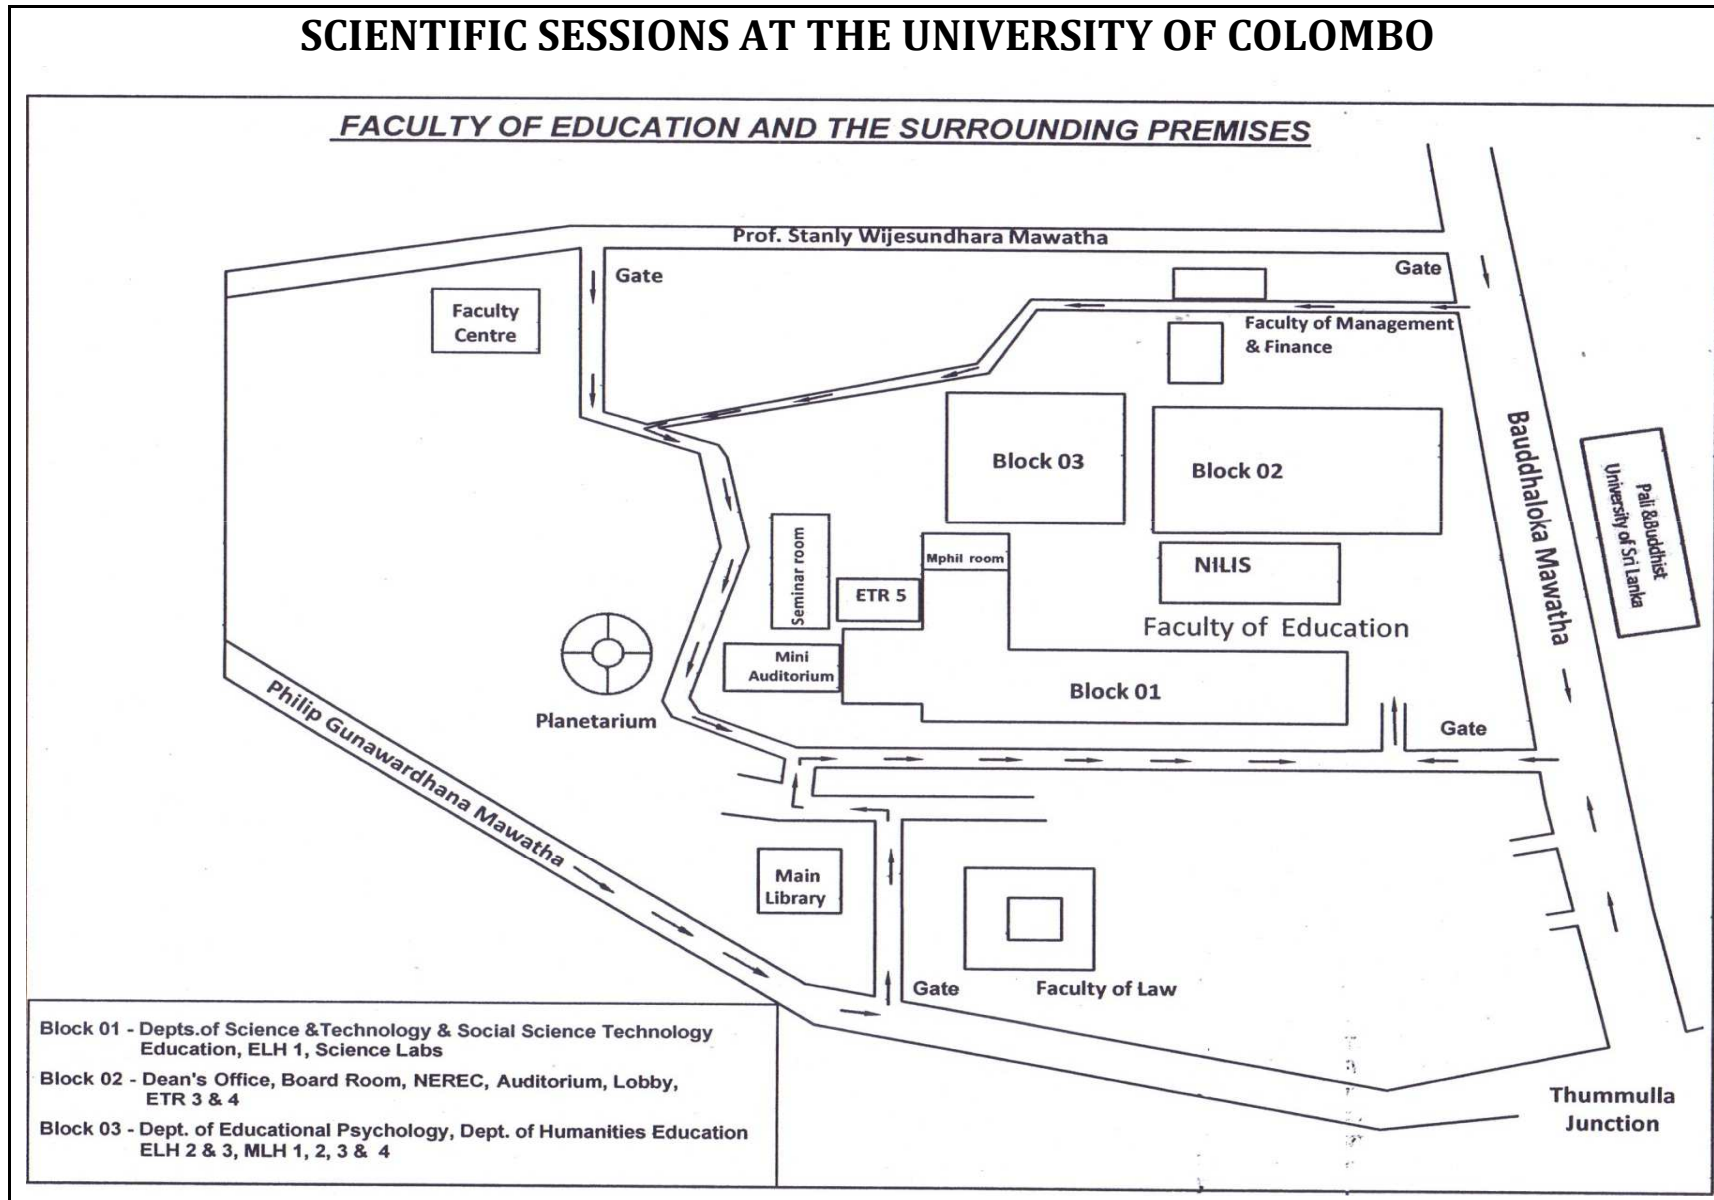 SCIENTIFIC SESSIONS AT THE UNIVERSITY OF COLOMBO
FACULTY OF EDUCATION AND THE SURROUNDING PREMISES
Prof. Stanly Wijesundhara Mawatha
Gate
Gate
Faculty
Centre
Faculty of Management
& Finance
Block 03
Block 02
Bauddhaloka Mawatha
Pali &Buddhist
University of Sri Lanka
Seminar room
Mphil room
ETR 5
NILIS
Faculty of Education
Mini
Auditorium
Block 01
Planetarium
Gate
Philip Gunawardhana Mawatha
Main
Library
Gate
Faculty of Law
Thummulla
Junction
Block 01 - Depts.of Science &Technology & Social Science Technology
Education, ELH 1, Science Labs
Block 02 - Dean's Office, Board Room, NEREC, Auditorium, Lobby,
ETR 3 & 4
Block 03 - Dept. of Educational Psychology, Dept. of Humanities Education
ELH 2 & 3, MLH 1, 2, 3 & 4